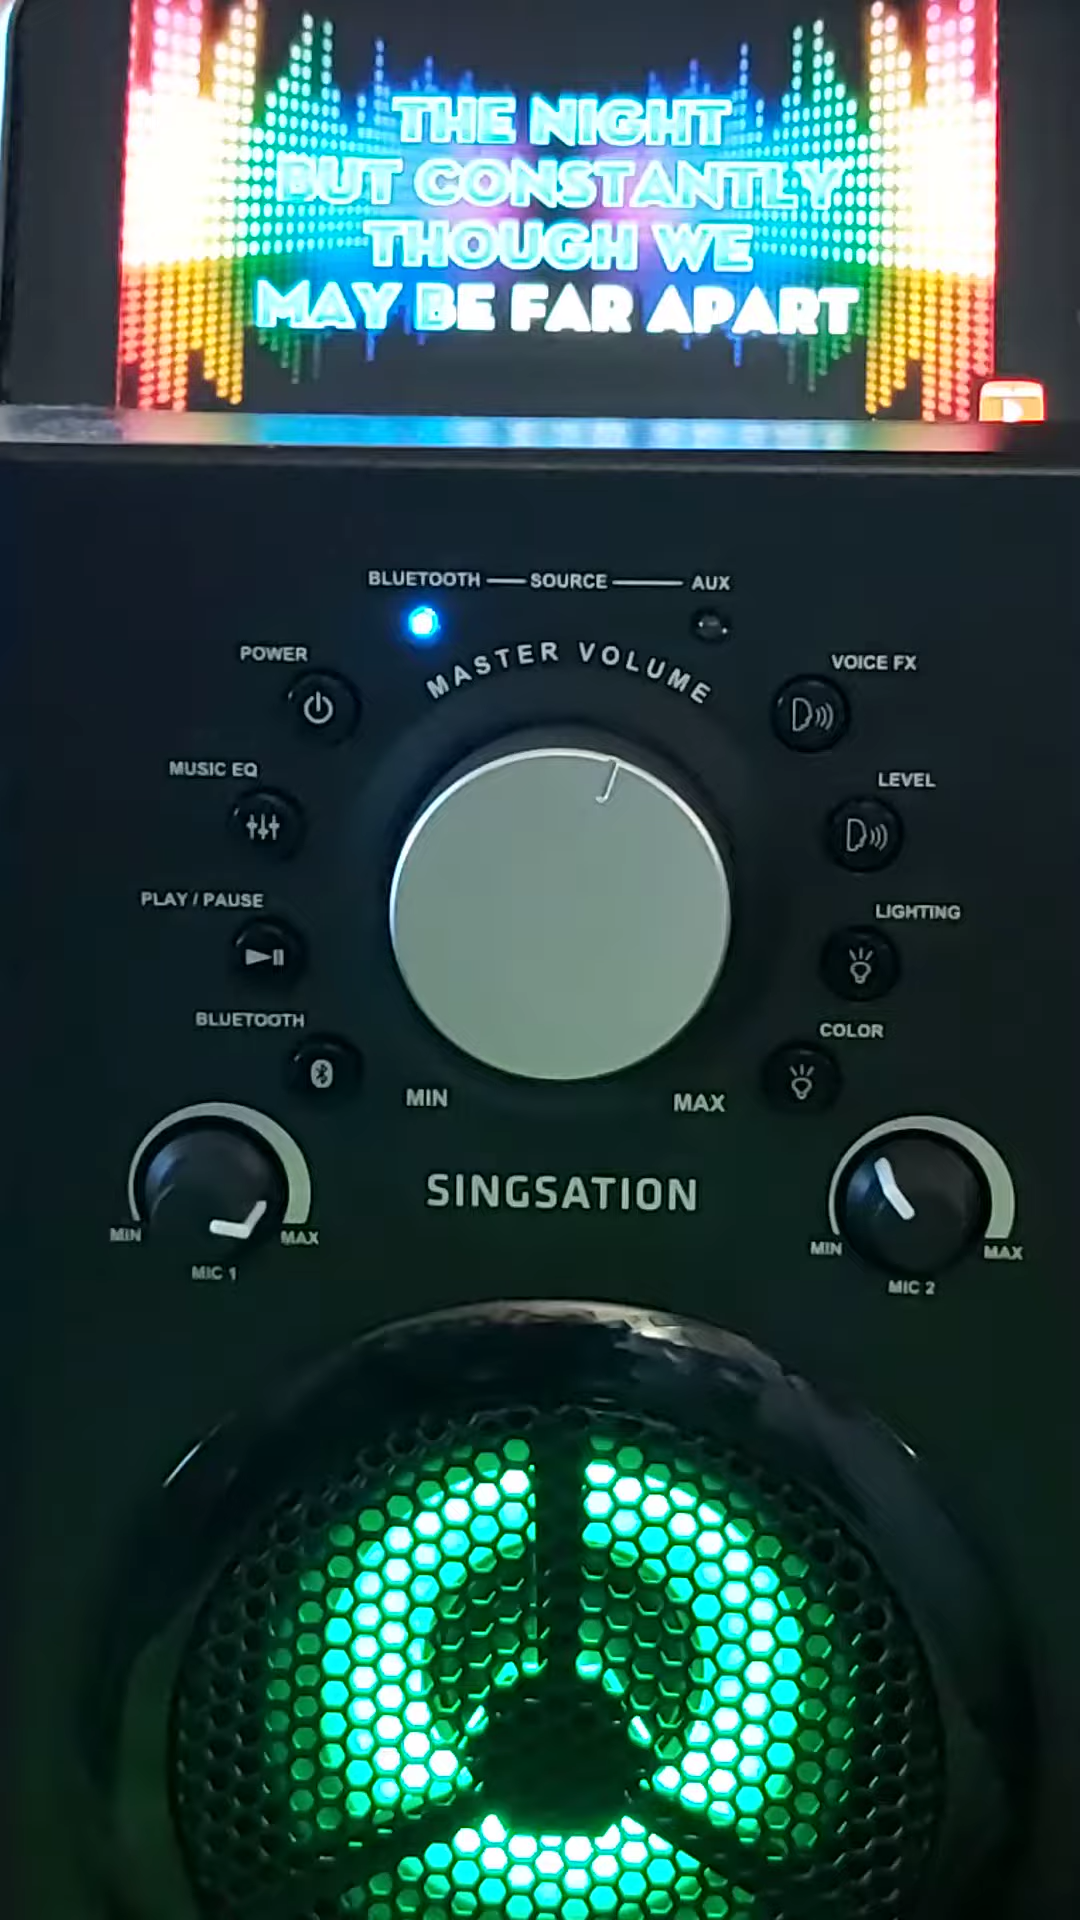 THE NIGHT
BUT CONSTANTLY
THOUGH WE
MAY BE FAR APART
BLUETOOTH SOURCE AUX
POWER
MASTER VOLUME
VOICE FX
MUSIC EQ
LEVEL
PLAY / PAUSE
LIGHTING
BLUETOOTH
COLOR
MIN
MAX
SINGSATION
MIN
MAX
MIC 1
MIN
MAX
MIC 2